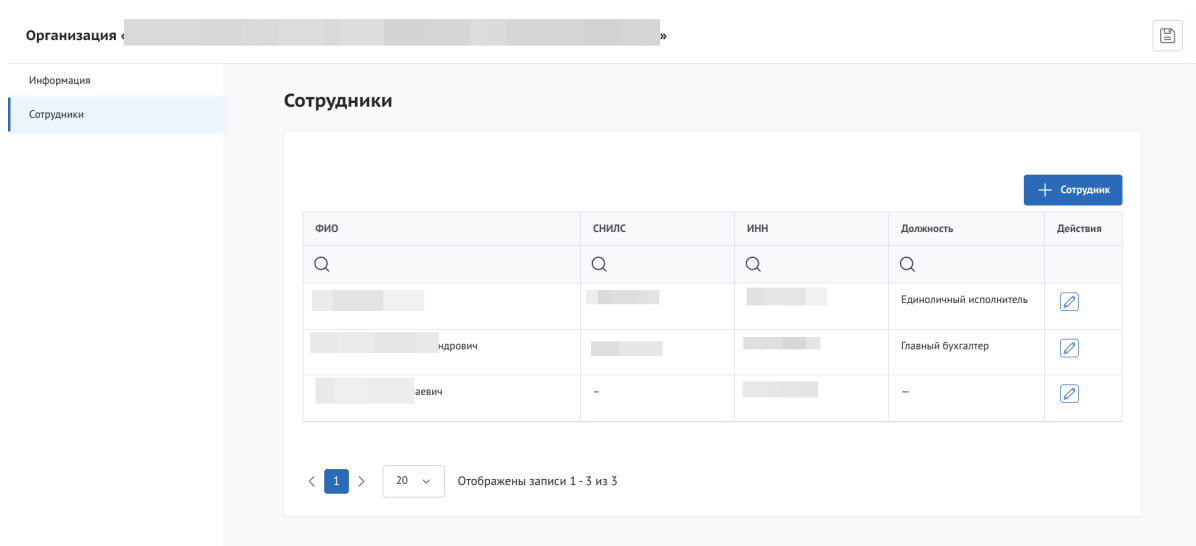 Организация « »
Информация
Сотрудники
Сотрудники
Сотрудник
ФИО СНИЛС ИНН Должность Действия
Единоличный исполнитель
ндрович Главный бухгалтер
аевич – —
1 20 Отображены записи 1 - 3 из 3